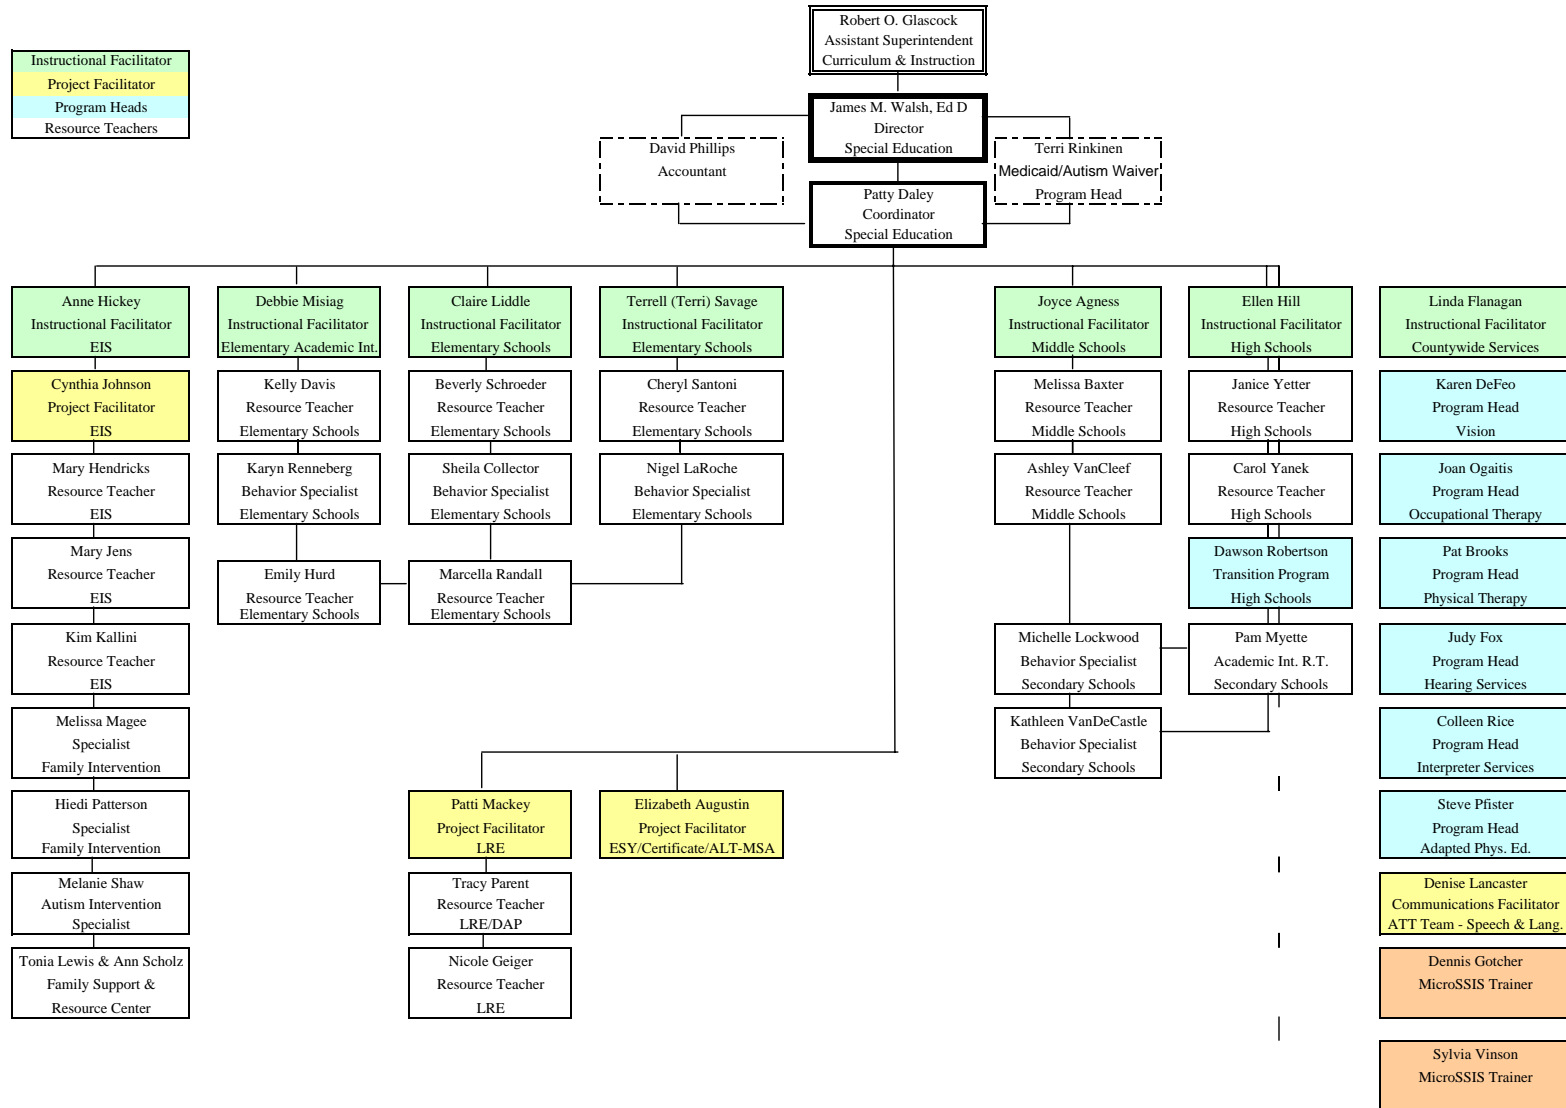 Robert O. Glascock
Assistant Superintendent
Curriculum & Instruction
Instructional Facilitator
Project Facilitator
Program Heads
Resource Teachers
James M. Walsh, Ed D
Director
Special Education
David Phillips
Accountant
Terri Rinkinen
Medicaid/Autism Waiver
Program Head
Patty Daley
Coordinator
Special Education
Anne Hickey
Instructional Facilitator
EIS
Cynthia Johnson
Project Facilitator
EIS
Mary Hendricks
Resource Teacher
EIS
Mary Jens
Resource Teacher
EIS
Kim Kallini
Resource Teacher
EIS
Melissa Magee
Specialist
Family Intervention
Hiedi Patterson
Specialist
Family Intervention
Melanie Shaw
Autism Intervention
Specialist
Tonia Lewis & Ann Scholz
Family Support &
Resource Center
Debbie Misiag
Instructional Facilitator
Elementary Academic Int.
Kelly Davis
Resource Teacher
Elementary Schools
Karyn Renneberg
Behavior Specialist
Elementary Schools
Emily Hurd
Resource Teacher
Elementary Schools
Claire Liddle
Instructional Facilitator
Elementary Schools
Beverly Schroeder
Resource Teacher
Elementary Schools
Sheila Collector
Behavior Specialist
Elementary Schools
Marcella Randall
Resource Teacher
Elementary Schools
Terrell (Terri) Savage
Instructional Facilitator
Elementary Schools
Cheryl Santoni
Resource Teacher
Elementary Schools
Nigel LaRoche
Behavior Specialist
Elementary Schools
Patti Mackey
Project Facilitator
LRE
Tracy Parent
Resource Teacher
LRE/DAP
Nicole Geiger
Resource Teacher
LRE
Elizabeth Augustin
Project Facilitator
ESY/Certificate/ALT-MSA
Joyce Agness
Instructional Facilitator
Middle Schools
Melissa Baxter
Resource Teacher
Middle Schools
Ashley VanCleef
Resource Teacher
Middle Schools
Michelle Lockwood
Behavior Specialist
Secondary Schools
Kathleen VanDeCastle
Behavior Specialist
Secondary Schools
Ellen Hill
Instructional Facilitator
High Schools
Janice Yetter
Resource Teacher
High Schools
Carol Yanek
Resource Teacher
High Schools
Dawson Robertson
Transition Program
High Schools
Pam Myette
Academic Int. R.T.
Secondary Schools
Linda Flanagan
Instructional Facilitator
Countywide Services
Karen DeFeo
Program Head
Vision
Joan Ogaitis
Program Head
Occupational Therapy
Pat Brooks
Program Head
Physical Therapy
Judy Fox
Program Head
Hearing Services
Colleen Rice
Program Head
Interpreter Services
Steve Pfister
Program Head
Adapted Phys. Ed.
Denise Lancaster
Communications Facilitator
ATT Team - Speech & Lang.
Dennis Gotcher
MicroSSIS Trainer
Sylvia Vinson
MicroSSIS Trainer